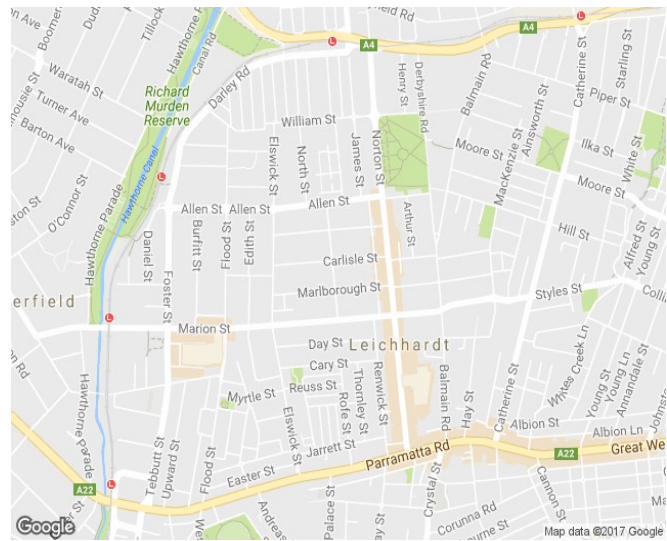 Boomer
Dud
Tillock
Hawthorne Parade
Canal Rd
field Rd
A4
A4
Waratah St
Darley Rd
Henry St
Derbyshire Rd
Balmain Rd
Catherine St
Starling St
Richard
Murden
Reserve
Turner Ave
Piper St
Barton Ave
William St
Ainsworth St
Norton St
Moore St
Ilka St
White St
Elswick St
North St
James St
MacKenzie St
Hawthorne Canal
Moore St
O'Connor St
Allen St
Allen St
Allen St
Arthur St
Hawthorne Parade
Daniel St
Burfitt St
Flood St
Edith St
Hill St
Alfred St
Young St
Carlisle St
Foster St
Marlborough St
Styles St
erfield
Marion St
Day St
Leichhardt
Cary St
Reuss St
Myrtle St
Hawthorne Parade
Thornley St
Rofe St
Renwick St
Balmain Rd
Hay St
Catherine St
Whites Creek Ln
Young St
Young Ln
Annandale St
Johnst
Elswick St
Albion St
Albion Ln
Jarrett St
Parramatta Rd
A22
Great We
Tebbutt St
Upward St
Flood St
Easter St
A22
Palace St
Crystal St
Cannon St
Andreas
Corunna Rd
Google
Map data ©2017 Google